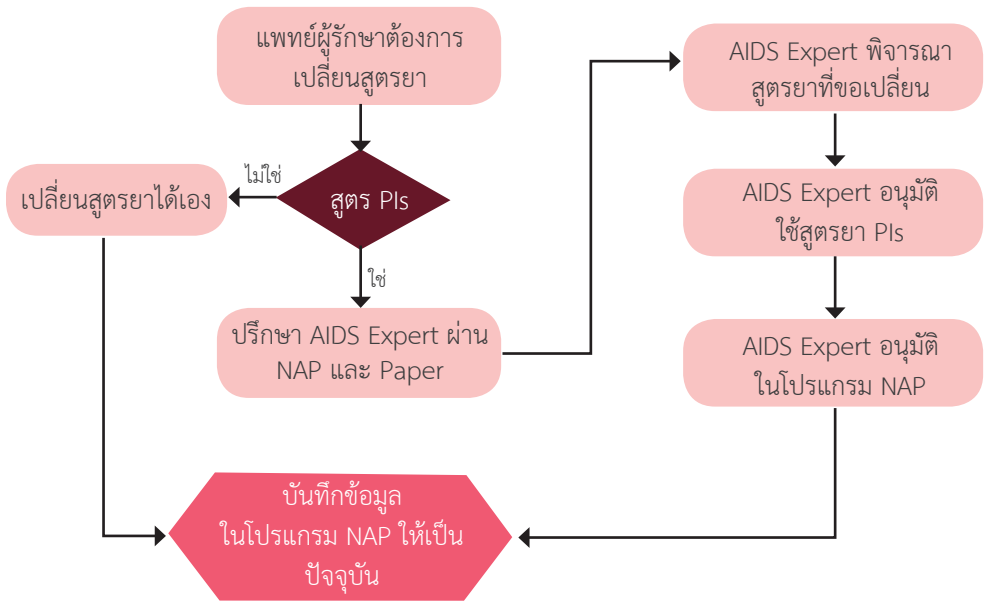 แพทย์ผู้รักษาต้องการ
เปลี่ยนสูตรยา
สูตร PIs
ไม่ใช่
เปลี่ยนสูตรยาได้เอง
ใช่
ปรึกษา AIDS Expert ผ่าน
NAP และ Paper
AIDS Expert พิจารณา
สูตรยาที่ขอเปลี่ยน
AIDS Expert อนุมัติ
ใช้สูตรยา PIs
AIDS Expert อนุมัติ
ในโปรแกรม NAP
บันทึกข้อมูล
ในโปรแกรม NAP ให้เป็น
ปัจจุบัน